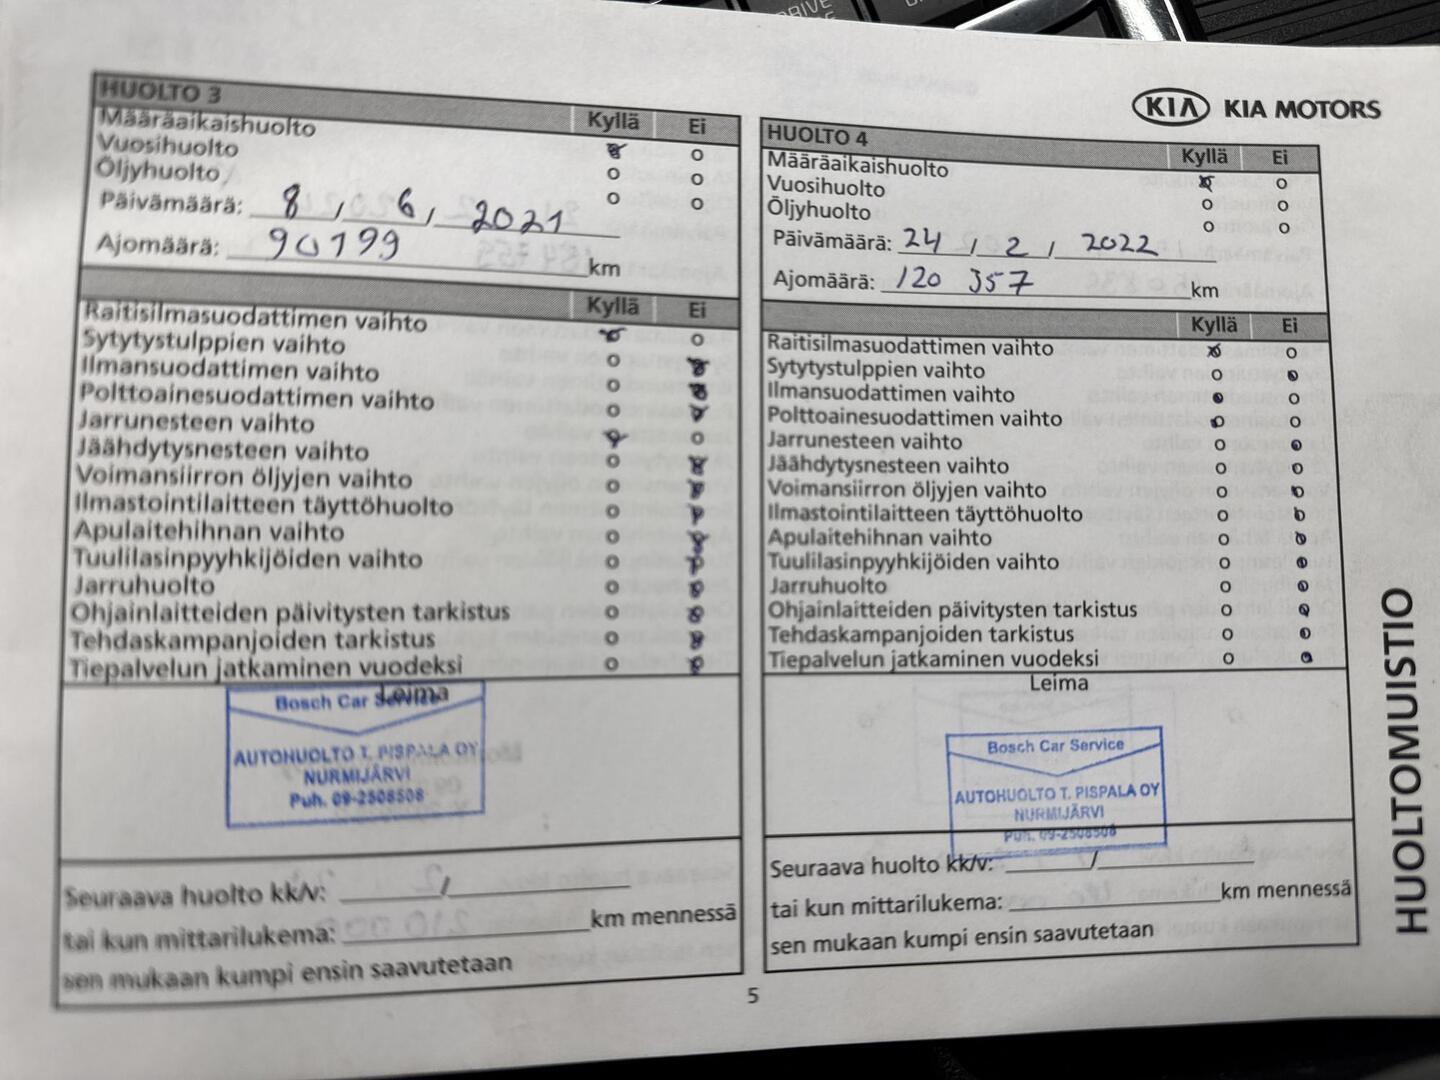 DRIVE
KIA KIA MOTORS
HUOLTO 3
Kyllä Ei
Määräaikaishuolto
Vuosihuolto
Öljyhuolto
Päivämäärä: 8 / 6 / 2021
Ajomäärä: 90199 km
Kyllä Ei
Raitisilmasuodattimen vaihto
Sytytystulppien vaihto
Ilmansuodattimen vaihto
Polttoainesuodattimen vaihto
Jarrunesteen vaihto
Jäähdytysnesteen vaihto
Voimansiirron öljyjen vaihto
Ilmastointilaitteen täyttöhuolto
Apulaitehihnan vaihto
Tuulilasinpyyhkijöiden vaihto
Jarruhuolto
Ohjainlaitteiden päivitysten tarkistus
Tehdaskampanjoiden tarkistus
Tiepalvelun jatkaminen vuodeksi
Leima
Bosch Car Service
AUTOHUOLTO T. PISPALA OY
NURMIJÄRVI
Puh. 09-2508508
Seuraava huolto kk/v: /
tai kun mittarilukema: km mennessä
sen mukaan kumpi ensin saavutetaan
HUOLTO 4
Kyllä Ei
Määräaikaishuolto
Vuosihuolto
Öljyhuolto
Päivämäärä: 24 / 2 / 2022
Ajomäärä: 120 357 km
Kyllä Ei
Raitisilmasuodattimen vaihto
Sytytystulppien vaihto
Ilmansuodattimen vaihto
Polttoainesuodattimen vaihto
Jarrunesteen vaihto
Jäähdytysnesteen vaihto
Voimansiirron öljyjen vaihto
Ilmastointilaitteen täyttöhuolto
Apulaitehihnan vaihto
Tuulilasinpyyhkijöiden vaihto
Jarruhuolto
Ohjainlaitteiden päivitysten tarkistus
Tehdaskampanjoiden tarkistus
Tiepalvelun jatkaminen vuodeksi
Leima
Bosch Car Service
AUTOHUOLTO T. PISPALA OY
NURMIJÄRVI
Puh. 09-2508508
Seuraava huolto kk/v: /
tai kun mittarilukema: km mennessä
sen mukaan kumpi ensin saavutetaan
5
HUOLTOMUISTIO